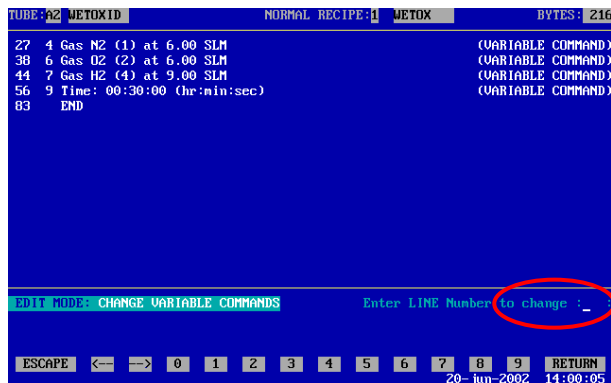 TUBE:A2 WETOXID NORMAL RECIPE:1 WETOX BYTES: 216
27 4 Gas N2 (1) at 6.00 SLM (VARIABLE COMMAND)
38 6 Gas O2 (2) at 6.00 SLM (VARIABLE COMMAND)
44 7 Gas H2 (4) at 9.00 SLM (VARIABLE COMMAND)
56 9 Time: 00:30:00 (hr:min:sec) (VARIABLE COMMAND)
83 END
EDIT MODE: CHANGE VARIABLE COMMANDS Enter LINE Number to change :_ :
ESCAPE <-- --> 0 1 2 3 4 5 6 7 8 9 RETURN
20-jun-2002 14:00:05